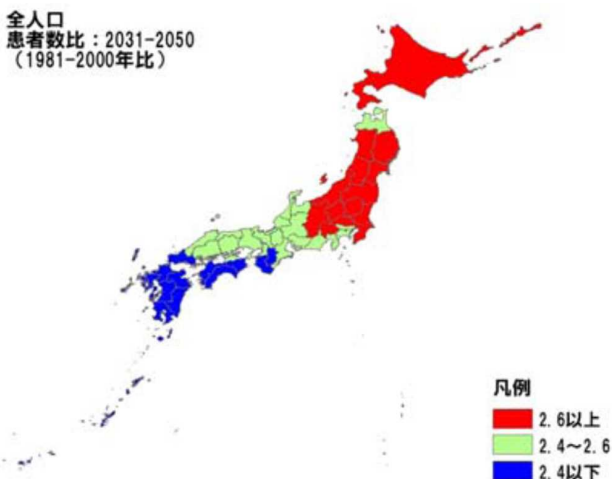 全人口
患者数比：2031-2050
（1981-2000年比）
凡例
2.6以上
2.4～2.6
2.4以下